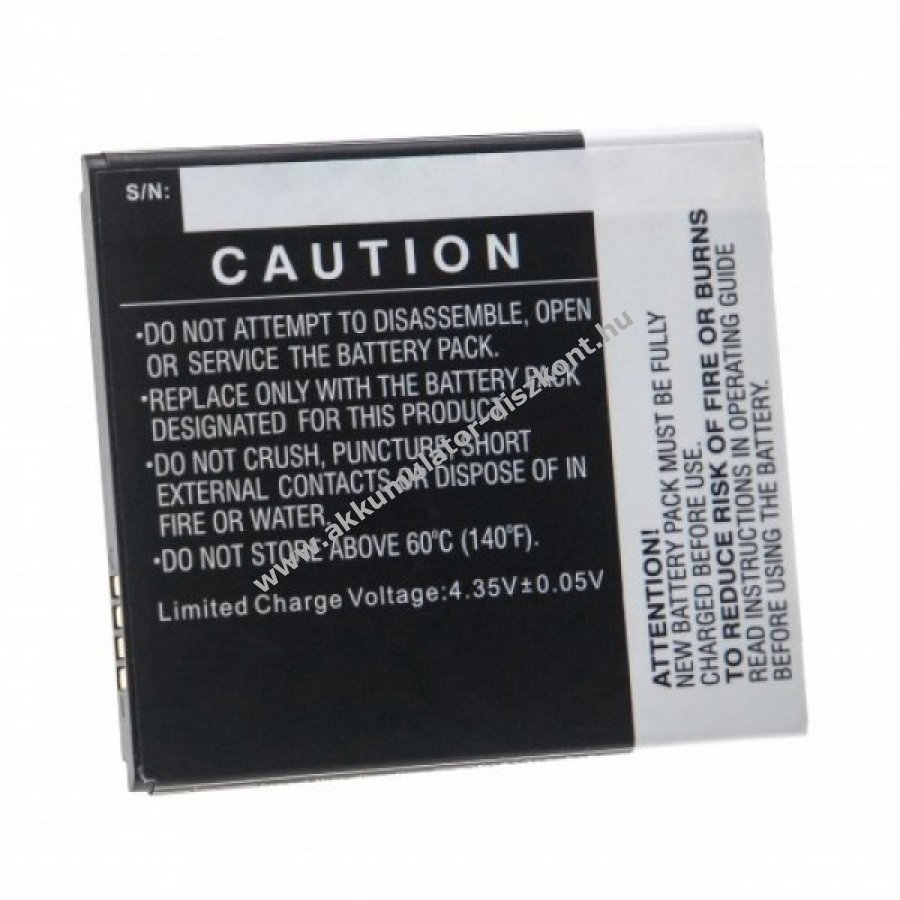 S/N:
CAUTION
•DO NOT ATTEMPT TO DISASSEMBLE, OPEN
OR SERVICE THE BATTERY PACK.
•REPLACE ONLY WITH THE BATTERY PACK
DESIGNATED FOR THIS PRODUCT.
•DO NOT CRUSH, PUNCTURE, SHORT
EXTERNAL CONTACTS OR DISPOSE OF IN
FIRE OR WATER.
•DO NOT STORE ABOVE 60°C (140°F).
Limited Charge Voltage:4.35V±0.05V
ATTENTION!
NEW BATTERY PACK MUST BE FULLY
CHARGED BEFORE USE.
TO REDUCE RISK OF FIRE OR BURNS
READ INSTRUCTIONS IN OPERATING GUIDE
BEFORE USING THE BATTERY.
www.akkumulator-diszkont.hu